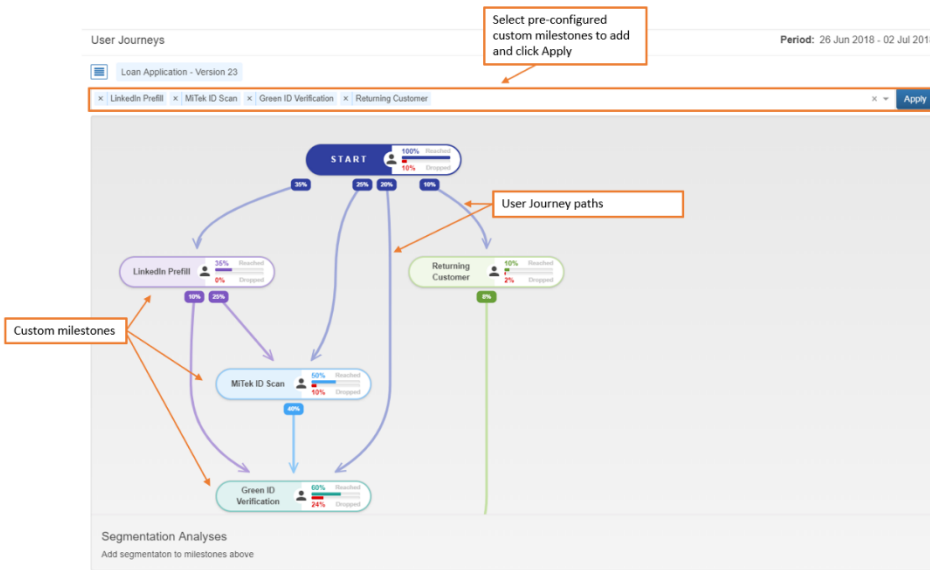 Select pre-configured
custom milestones to add
and click Apply
User Journeys
Period: 26 Jun 2018 - 02 Jul 2018
Loan Application - Version 23
× LinkedIn Prefill × MiTek ID Scan × Green ID Verification × Returning Customer × Apply
START
100% Reached
10% Dropped
35% 25% 20% 10%
User Journey paths
LinkedIn Prefill
35% Reached
0% Dropped
Returning
Customer
10% Reached
2% Dropped
10% 25%
8%
Custom milestones
MiTek ID Scan
50% Reached
10% Dropped
40%
Green ID
Verification
60% Reached
24% Dropped
Segmentation Analyses
Add segmentaton to milestones above